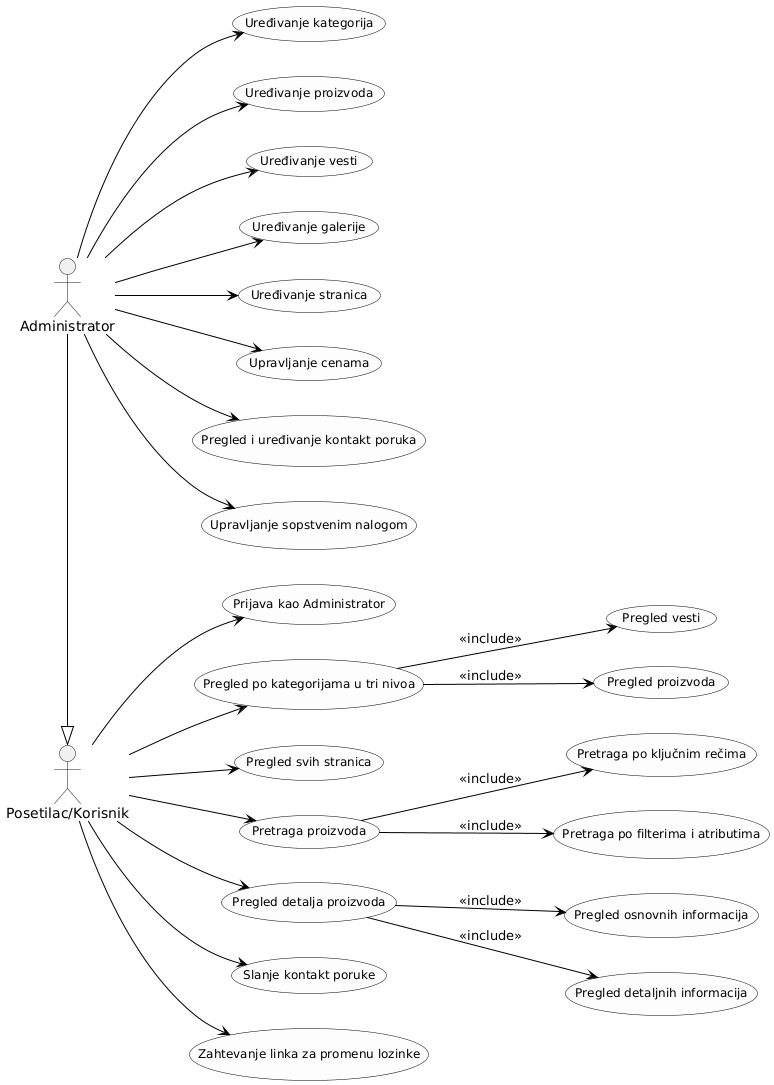 Uređivanje kategorija
Uređivanje proizvoda
Uređivanje vesti
Uređivanje galerije
Uređivanje stranica
Administrator
Upravljanje cenama
Pregled i uređivanje kontakt poruka
Upravljanje sopstvenim nalogom
Prijava kao Administrator
Pregled vesti
«include»
Pregled po kategorijama u tri nivoa
«include»
Pregled proizvoda
Pregled svih stranica
Pretraga po ključnim rečima
«include»
Posetilac/Korisnik
Pretraga proizvoda
«include»
Pretraga po filterima i atributima
Pregled detalja proizvoda
«include»
Pregled osnovnih informacija
«include»
Slanje kontakt poruke
Pregled detaljnih informacija
Zahtevanje linka za promenu lozinke